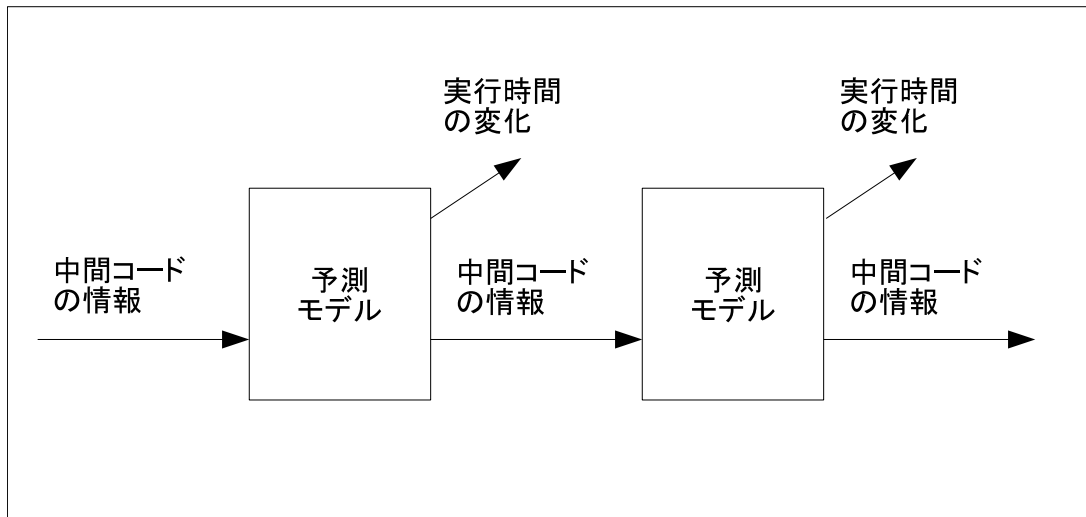 実行時間
の変化
実行時間
の変化
中間コード
の情報
予測
モデル
中間コード
の情報
予測
モデル
中間コード
の情報